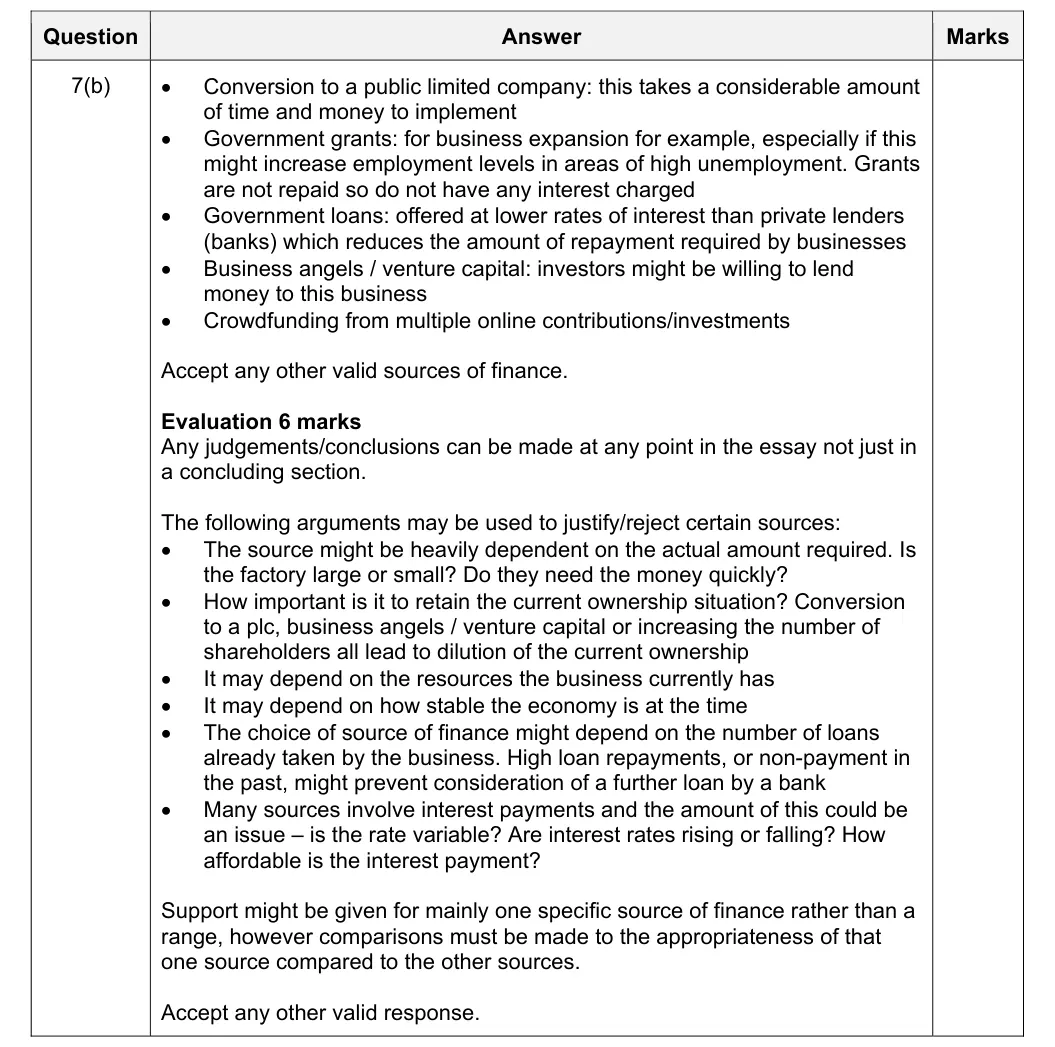 Question Answer Marks
7(b)
• Conversion to a public limited company: this takes a considerable amount
of time and money to implement
• Government grants: for business expansion for example, especially if this
might increase employment levels in areas of high unemployment. Grants
are not repaid so do not have any interest charged
• Government loans: offered at lower rates of interest than private lenders
(banks) which reduces the amount of repayment required by businesses
• Business angels / venture capital: investors might be willing to lend
money to this business
• Crowdfunding from multiple online contributions/investments
Accept any other valid sources of finance.
Evaluation 6 marks
Any judgements/conclusions can be made at any point in the essay not just in
a concluding section.
The following arguments may be used to justify/reject certain sources:
• The source might be heavily dependent on the actual amount required. Is
the factory large or small? Do they need the money quickly?
• How important is it to retain the current ownership situation? Conversion
to a plc, business angels / venture capital or increasing the number of
shareholders all lead to dilution of the current ownership
• It may depend on the resources the business currently has
• It may depend on how stable the economy is at the time
• The choice of source of finance might depend on the number of loans
already taken by the business. High loan repayments, or non-payment in
the past, might prevent consideration of a further loan by a bank
• Many sources involve interest payments and the amount of this could be
an issue – is the rate variable? Are interest rates rising or falling? How
affordable is the interest payment?
Support might be given for mainly one specific source of finance rather than a
range, however comparisons must be made to the appropriateness of that
one source compared to the other sources.
Accept any other valid response.